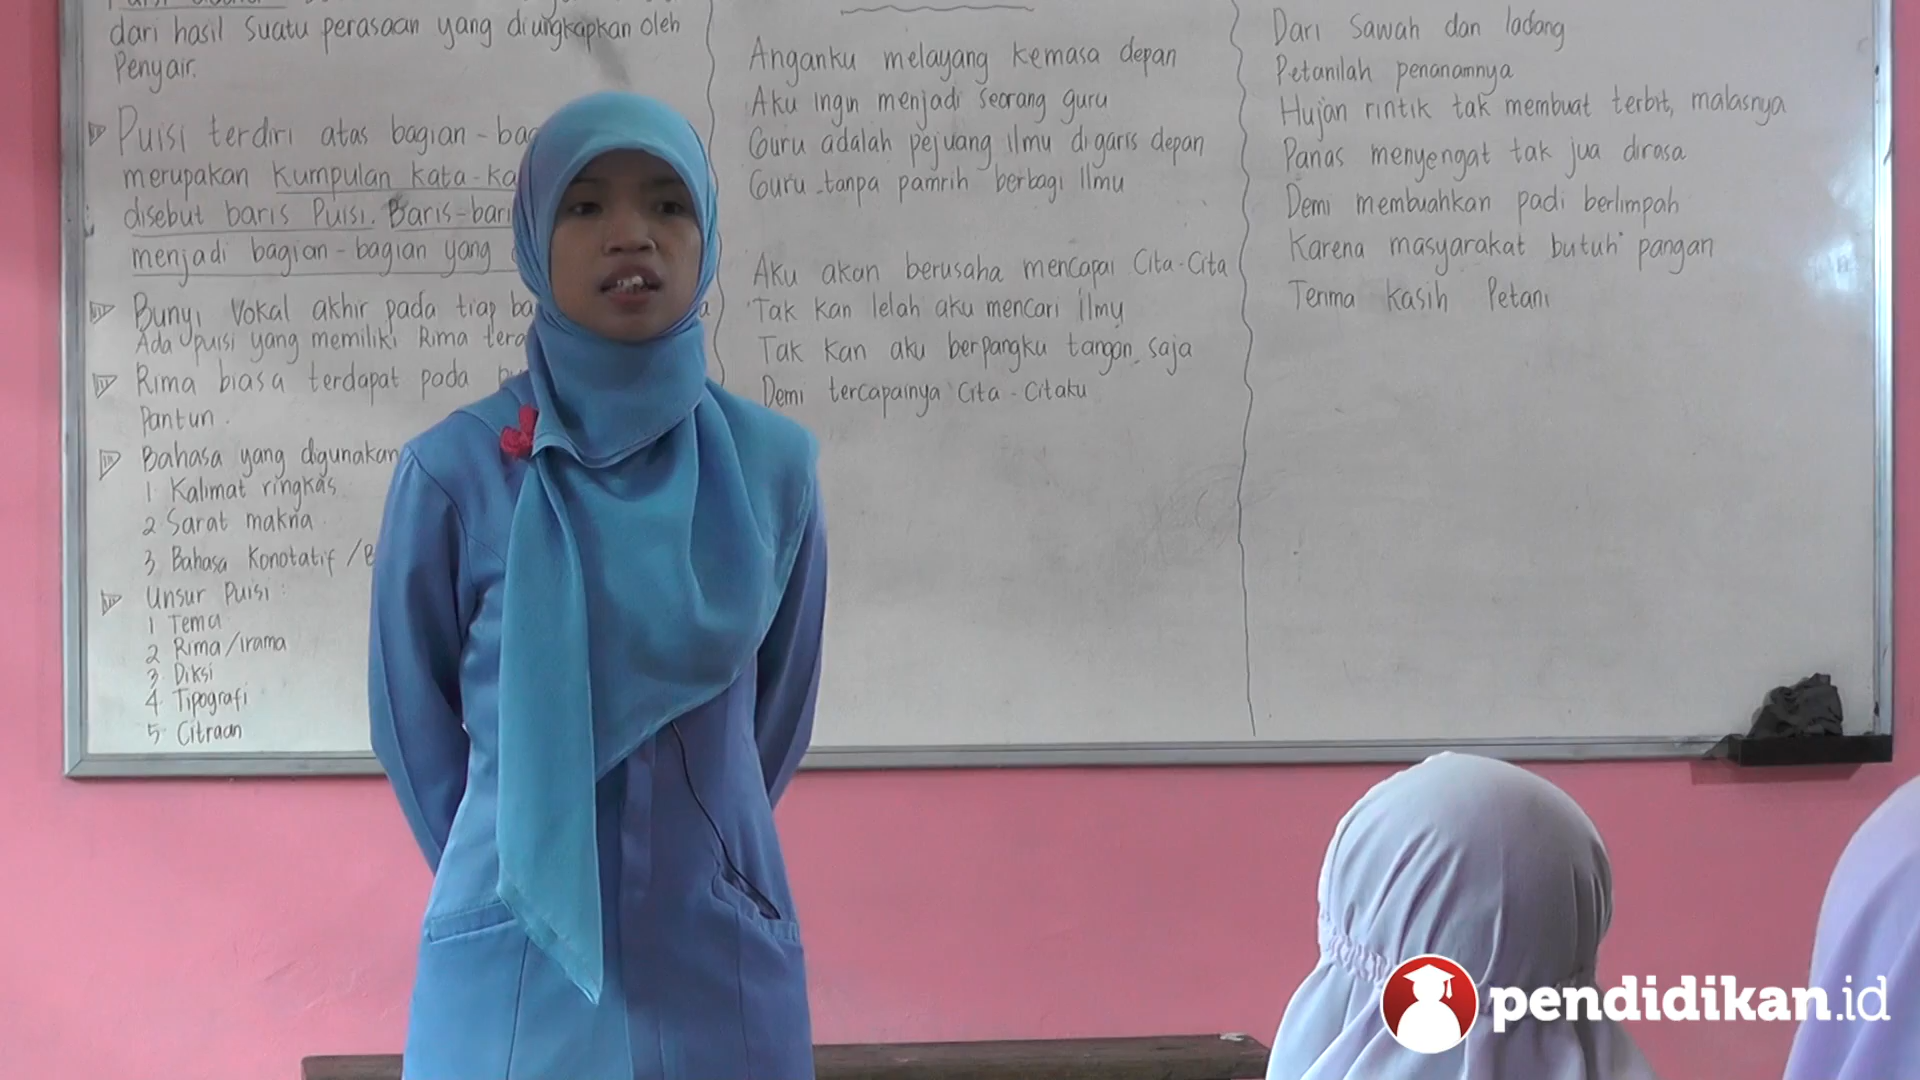 dari hasil suatu perasaan yang diungkapkan oleh
Penyair.
Puisi terdiri atas bagian-bag
merupakan kumpulan kata-ka
disebut baris Puisi. Baris-bari
menjadi bagian-bagian yang
Bunyi vokal akhir pada tiap ba
Ada puisi yang memiliki Rima tera
Rima biasa terdapat pada pu
Pantun.
Bahasa yang digunakan
1 Kalimat ringkas
2 Sarat makna
3 Bahasa Konotatif / B
Unsur Puisi :
1 Tema
2 Rima/irama
3 Diksi
4 Tipografi
5 Citraan
Anganku melayang kemasa depan
Aku ingin menjadi seorang guru
Guru adalah pejuang ilmu digaris depan
Guru tanpa pamrih berbagi Ilmu
Aku akan berusaha mencapai Cita-Cita
Tak kan lelah aku mencari ilmu
Tak kan aku berpangku tangan saja
Demi tercapainya Cita-Citaku
Dari Sawah dan ladang
Petanilah penanamnya
Hujan rintik tak membuat terbit, malasnya
Panas menyengat tak jua dirasa
Demi membuahkan padi berlimpah
Karena masyarakat butuh pangan
Terima kasih Petani
pendidikan.id